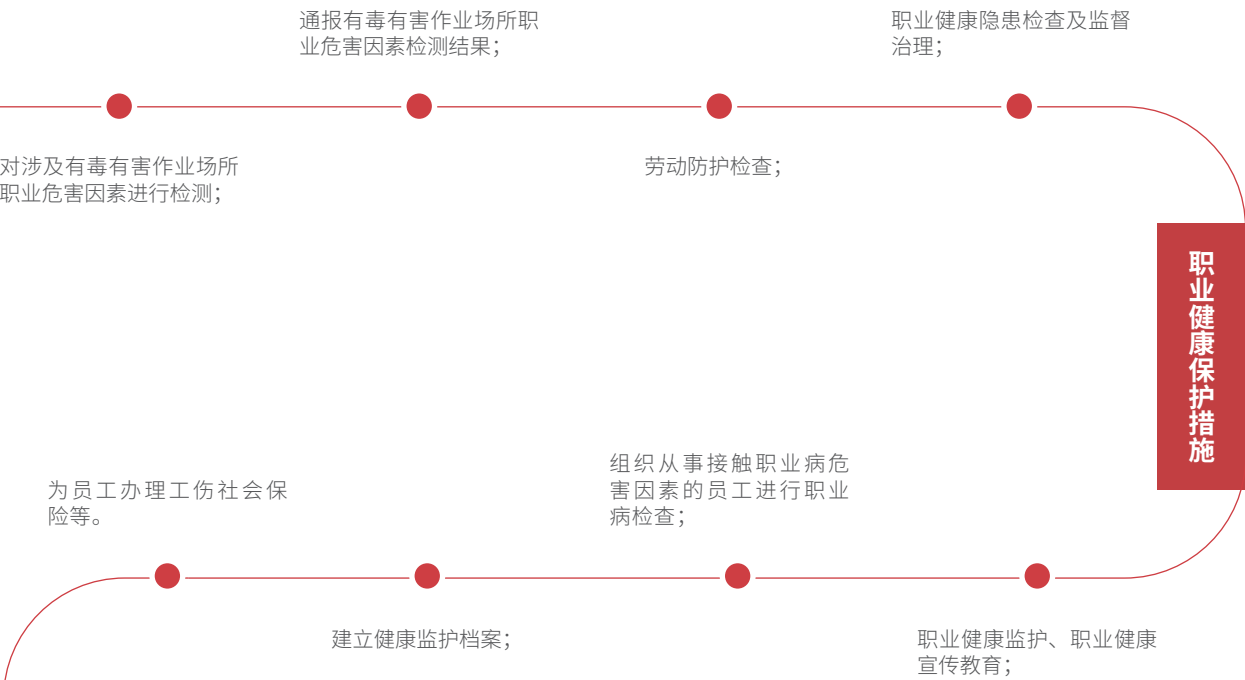 对涉及有毒有害作业场所
职业危害因素进行检测；
通报有毒有害作业场所职
业危害因素检测结果；
劳动防护检查；
职业健康隐患检查及监督
治理；
职业健康保护措施
职业健康监护、职业健康
宣传教育；
组织从事接触职业病危
害因素的员工进行职业
病检查；
建立健康监护档案；
为员工办理工伤社会保
险等。